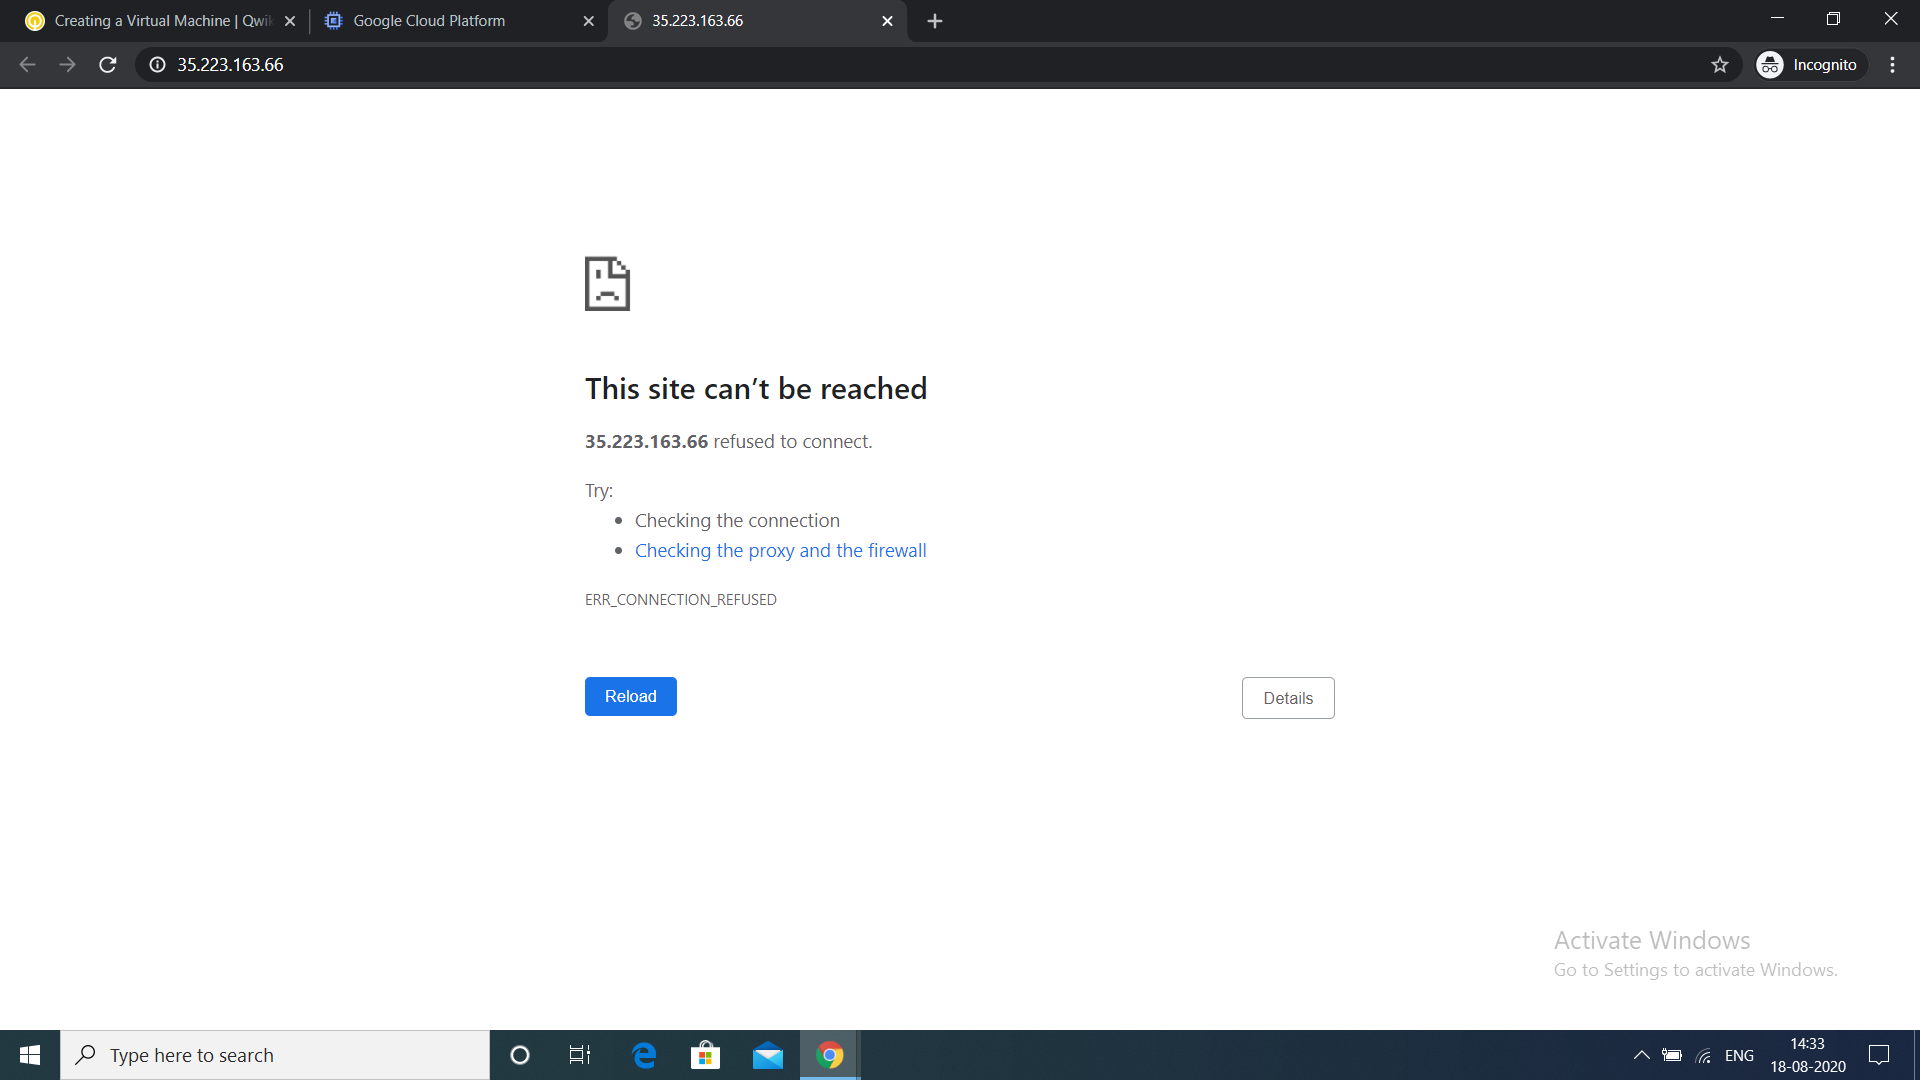 Creating a Virtual Machine | Qwik
Google Cloud Platform
35.223.163.66
35.223.163.66
Incognito
This site can’t be reached
35.223.163.66 refused to connect.
Try:
• Checking the connection
• Checking the proxy and the firewall
ERR_CONNECTION_REFUSED
Reload
Details
Activate Windows
Go to Settings to activate Windows.
Type here to search
ENG
14:33
18-08-2020